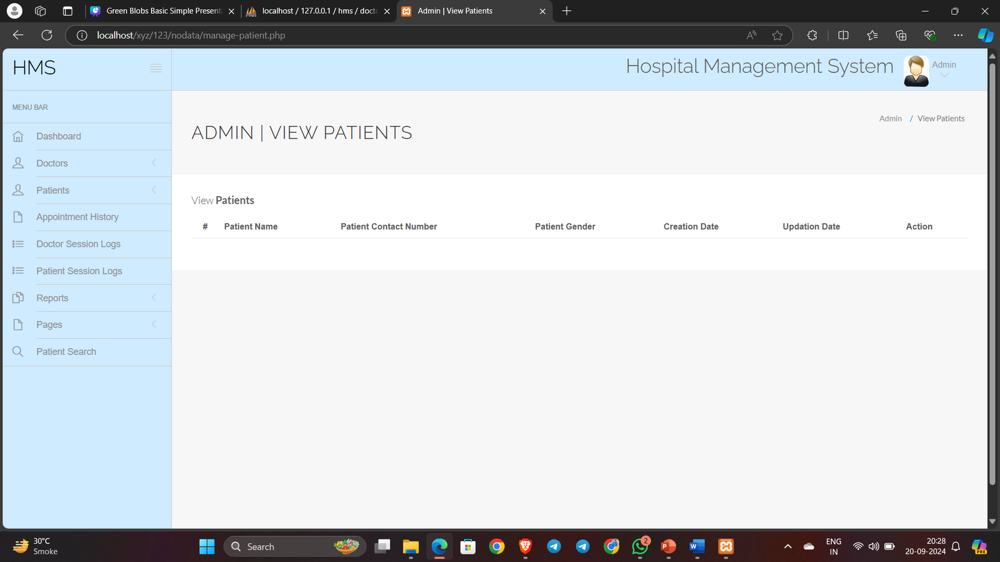 Green Blobs Basic Simple Present
localhost / 127.0.0.1 / hms / docto
Admin | View Patients
localhost/xyz/123/nodata/manage-patient.php
HMS
Hospital Management System
Admin
MENU BAR
Dashboard
Doctors
Patients
Appointment History
Doctor Session Logs
Patient Session Logs
Reports
Pages
Patient Search
ADMIN | VIEW PATIENTS
Admin / View Patients
View Patients
# Patient Name Patient Contact Number Patient Gender Creation Date Updation Date Action
30°C
Smoke
Search
2
ENG
IN
20:28
20-09-2024
PRE